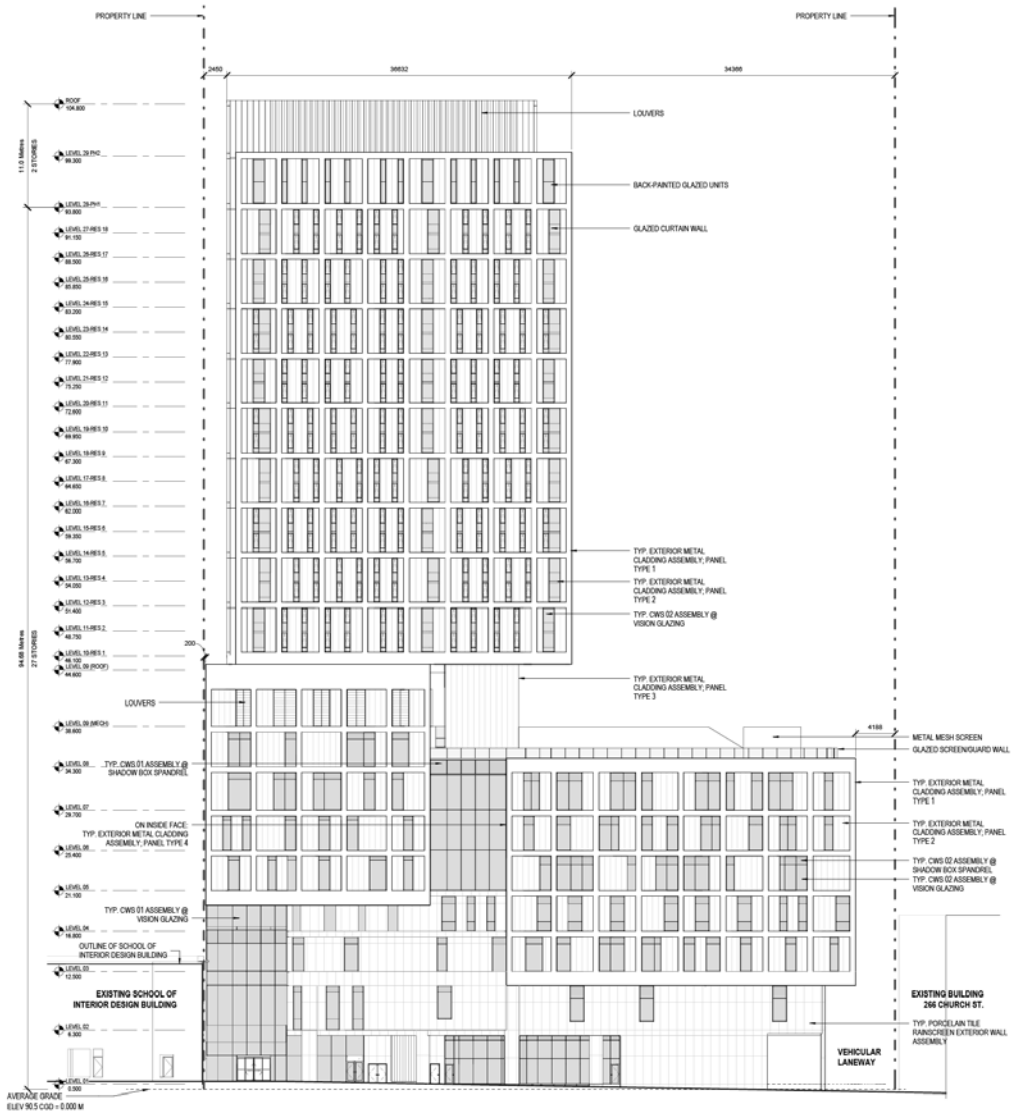 PROPERTY LINE
PROPERTY LINE
2450
36832
34366
ROOF
104.800
LOUVERS
11.0 Metres
2 STORIES
LEVEL 29 PH2
99.300
BACK-PAINTED GLAZED UNITS
LEVEL 28-PH1
93.800
GLAZED CURTAIN WALL
LEVEL 27-RES 18
91.150
LEVEL 26-RES 17
88.500
LEVEL 25-RES 16
85.850
LEVEL 24-RES 15
83.200
LEVEL 23-RES 14
80.550
LEVEL 22-RES 13
77.900
LEVEL 21-RES 12
75.250
LEVEL 20-RES 11
72.600
LEVEL 19-RES 10
69.950
LEVEL 18-RES 9
67.300
LEVEL 17-RES 8
64.650
LEVEL 16-RES 7
62.000
LEVEL 15-RES 6
59.350
LEVEL 14-RES 5
56.700
LEVEL 13-RES 4
54.050
LEVEL 12-RES 3
51.400
LEVEL 11-RES 2
48.750
LEVEL 10-RES 1
46.100
LEVEL 09 (ROOF)
44.600
TYP. EXTERIOR METAL
CLADDING ASSEMBLY; PANEL
TYPE 1
TYP. EXTERIOR METAL
CLADDING ASSEMBLY; PANEL
TYPE 2
TYP. CWS 02 ASSEMBLY @
VISION GLAZING
200
94.68 Metres
27 STORIES
TYP. EXTERIOR METAL
CLADDING ASSEMBLY; PANEL
TYPE 3
LOUVERS
LEVEL 09 (MECH)
38.600
4188
METAL MESH SCREEN
GLAZED SCREEN/GUARD WALL
LEVEL 08
34.300
TYP. CWS 01 ASSEMBLY @
SHADOW BOX SPANDREL
TYP. EXTERIOR METAL
CLADDING ASSEMBLY; PANEL
TYPE 1
LEVEL 07
29.700
ON INSIDE FACE:
TYP. EXTERIOR METAL CLADDING
ASSEMBLY; PANEL TYPE 4
TYP. EXTERIOR METAL
CLADDING ASSEMBLY; PANEL
TYPE 2
LEVEL 06
25.400
TYP. CWS 02 ASSEMBLY @
SHADOW BOX SPANDREL
TYP. CWS 02 ASSEMBLY @
VISION GLAZING
LEVEL 05
21.100
TYP. CWS 01 ASSEMBLY @
VISION GLAZING
LEVEL 04
16.800
OUTLINE OF SCHOOL OF
INTERIOR DESIGN BUILDING
LEVEL 03
12.500
EXISTING SCHOOL OF
INTERIOR DESIGN BUILDING
EXISTING BUILDING
266 CHURCH ST.
LEVEL 02
6.300
TYP. PORCELAIN TILE
RAINSCREEN EXTERIOR WALL
ASSEMBLY
VEHICULAR
LANEWAY
LEVEL 01
0.500
AVERAGE GRADE
ELEV 90.5 CGD = 0.000 M